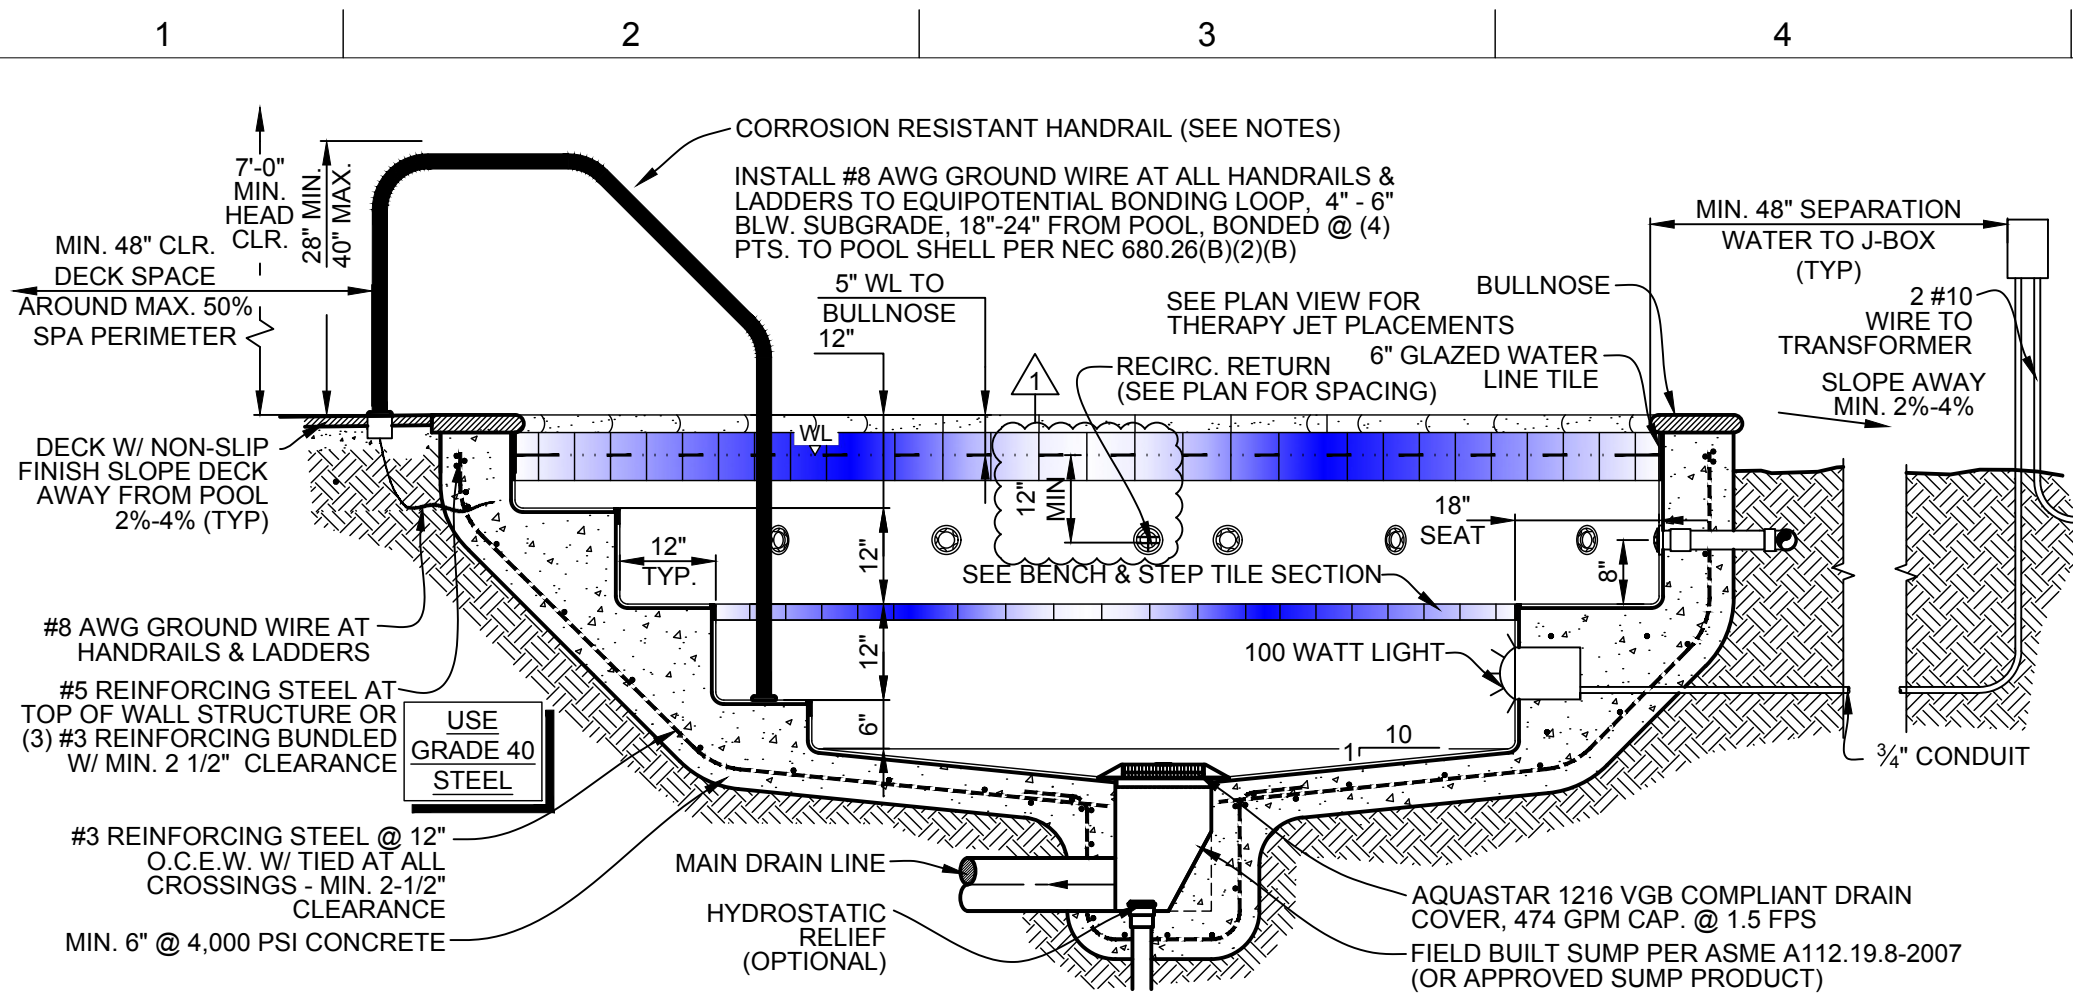 1
2
3
4
CORROSION RESISTANT HANDRAIL (SEE NOTES)
7'-0"
MIN.
HEAD
CLR.
28" MIN.
40" MAX.
INSTALL #8 AWG GROUND WIRE AT ALL HANDRAILS &
LADDERS TO EQUIPOTENTIAL BONDING LOOP, 4" - 6"
BLW. SUBGRADE, 18"-24" FROM POOL, BONDED @ (4)
PTS. TO POOL SHELL PER NEC 680.26(B)(2)(B)
MIN. 48" SEPARATION
WATER TO J-BOX
(TYP)
MIN. 48" CLR.
DECK SPACE
AROUND MAX. 50%
SPA PERIMETER
5" WL TO
BULLNOSE
12"
SEE PLAN VIEW FOR
THERAPY JET PLACEMENTS
BULLNOSE
2 #10
WIRE TO
TRANSFORMER
6" GLAZED WATER
LINE TILE
1
RECIRC. RETURN
(SEE PLAN FOR SPACING)
SLOPE AWAY
MIN. 2%-4%
WL
DECK W/ NON-SLIP
FINISH SLOPE DECK
AWAY FROM POOL
2%-4% (TYP)
12"
MIN
18"
SEAT
12"
TYP.
12"
8"
SEE BENCH & STEP TILE SECTION
#8 AWG GROUND WIRE AT
HANDRAILS & LADDERS
12"
100 WATT LIGHT
#5 REINFORCING STEEL AT
TOP OF WALL STRUCTURE OR
(3) #3 REINFORCING BUNDLED
W/ MIN. 2 1/2" CLEARANCE
USE
GRADE 40
STEEL
6"
1
10
¾" CONDUIT
#3 REINFORCING STEEL @ 12"
O.C.E.W. W/ TIED AT ALL
CROSSINGS - MIN. 2-1/2"
CLEARANCE
MIN. 6" @ 4,000 PSI CONCRETE
MAIN DRAIN LINE
HYDROSTATIC
RELIEF
(OPTIONAL)
AQUASTAR 1216 VGB COMPLIANT DRAIN
COVER, 474 GPM CAP. @ 1.5 FPS
FIELD BUILT SUMP PER ASME A112.19.8-2007
(OR APPROVED SUMP PRODUCT)